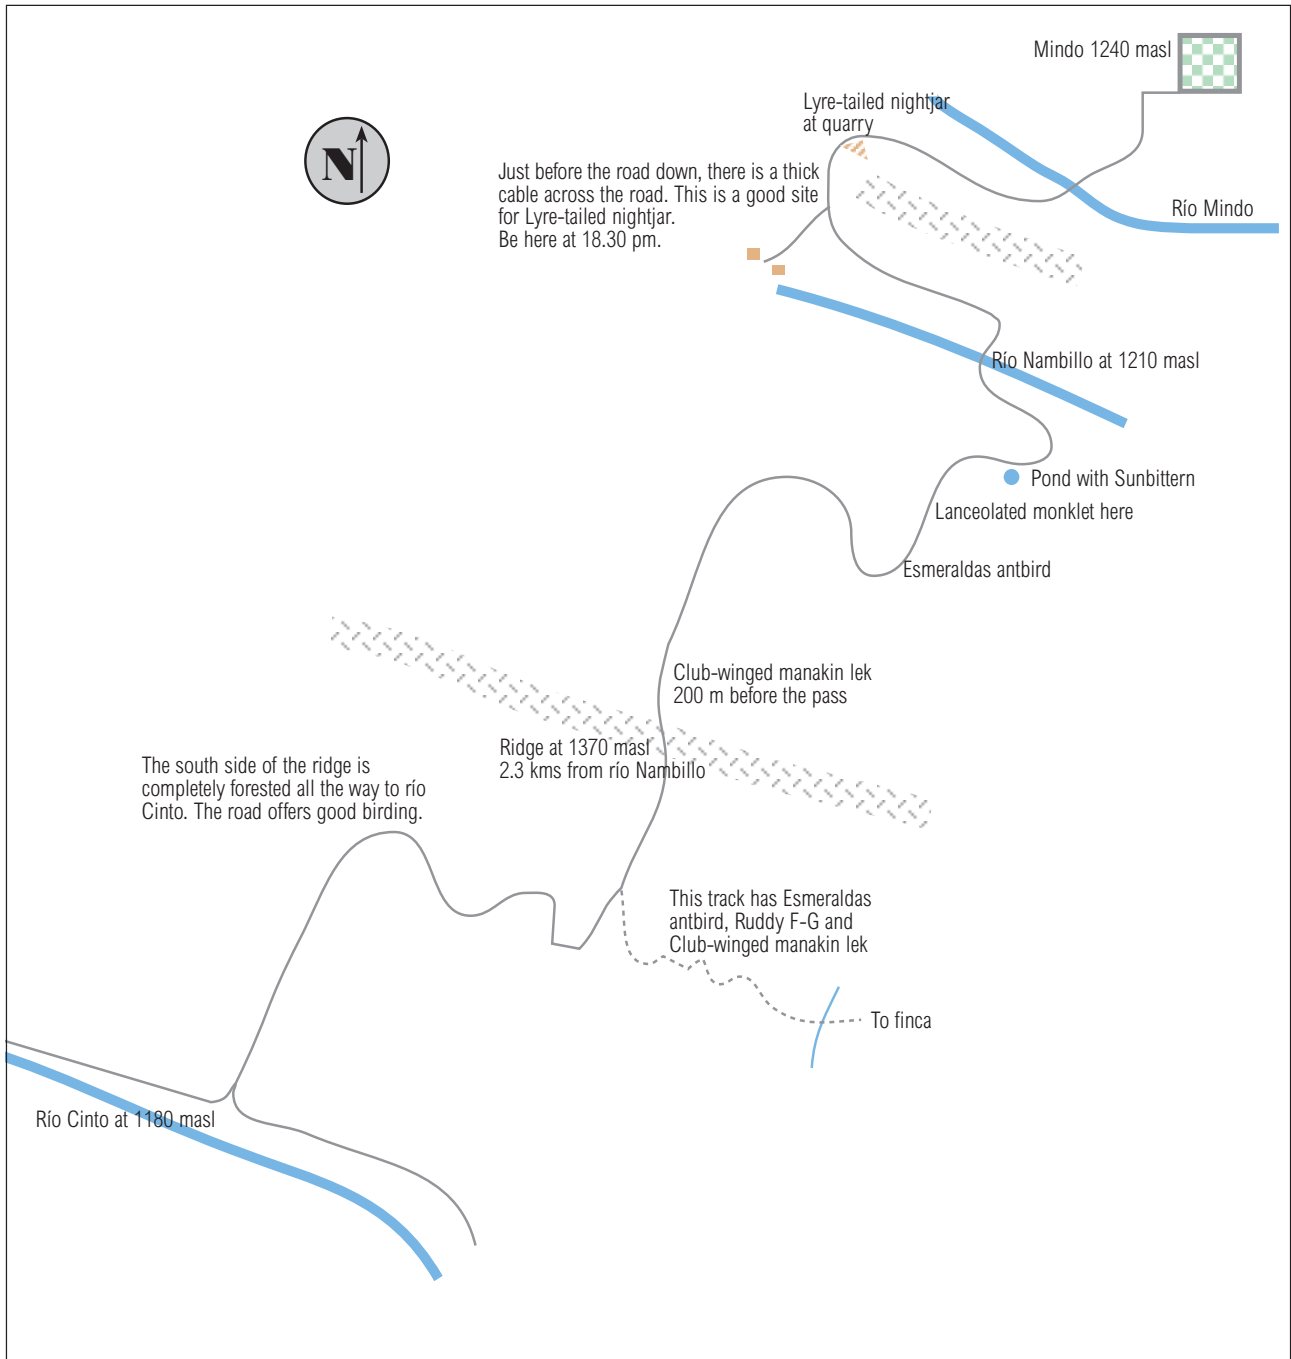 Mindo 1240 masl
Lyre-tailed nightjar
at quarry
N
Just before the road down, there is a thick
cable across the road. This is a good site
for Lyre-tailed nightjar.
Be here at 18.30 pm.
Río Mindo
Río Nambillo at 1210 masl
Pond with Sunbittern
Lanceolated monklet here
Esmeraldas antbird
Club-winged manakin lek
200 m before the pass
Ridge at 1370 masl
2.3 kms from río Nambillo
The south side of the ridge is
completely forested all the way to río
Cinto. The road offers good birding.
This track has Esmeraldas
antbird, Ruddy F-G and
Club-winged manakin lek
To finca
Río Cinto at 1180 masl